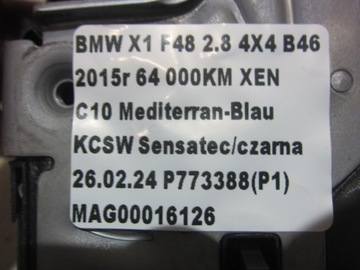 BMW X1 F48 2.8 4X4 B46
2015r 64 000KM XEN
C10 Mediterran-Blau
KCSW Sensatec/czarna
26.02.24 P773388(P1)
MAG00016126